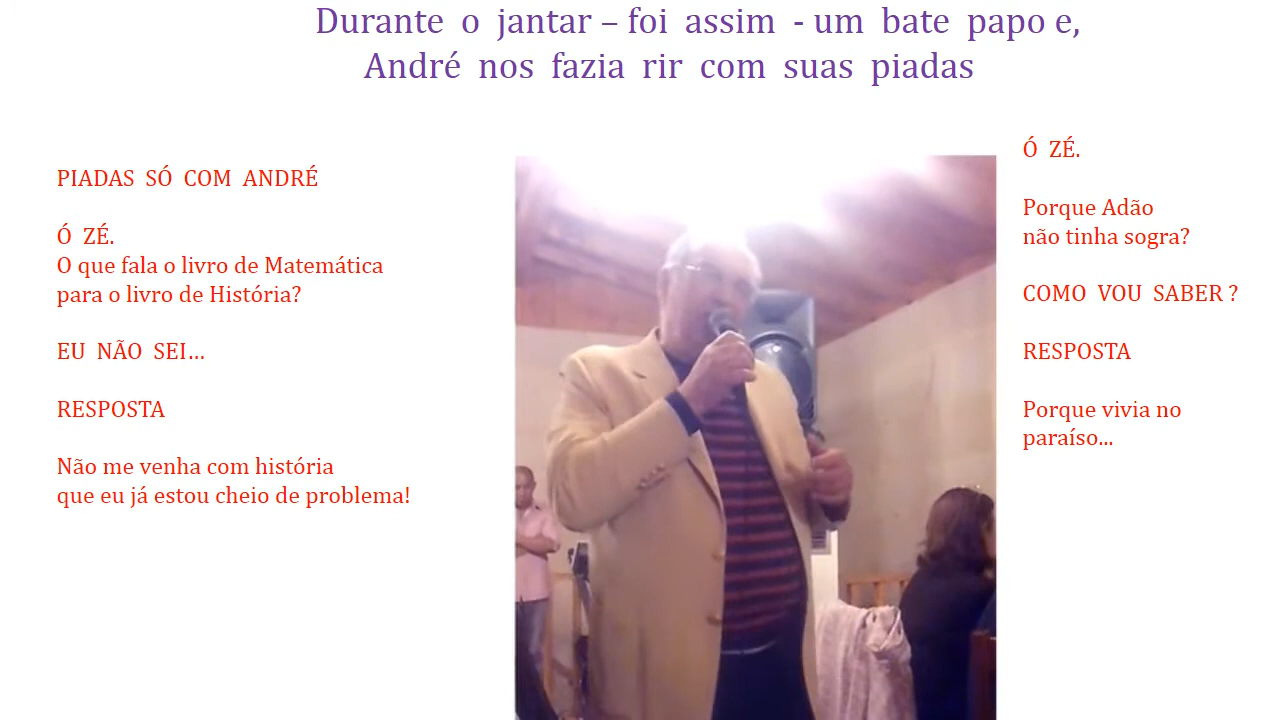 Durante o jantar – foi assim - um bate papo e,
André nos fazia rir com suas piadas
PIADAS SÓ COM ANDRÉ
Ó ZÉ.
O que fala o livro de Matemática
para o livro de História?
EU NÃO SEI...
RESPOSTA
Não me venha com história
que eu já estou cheio de problema!
Ó ZÉ.
Porque Adão
não tinha sogra?
COMO VOU SABER ?
RESPOSTA
Porque vivia no
paraíso...